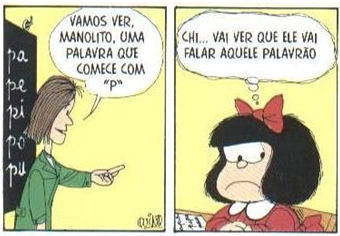 VAMOS VER,
MANOLITO, UMA
PALAVRA QUE
COMECE COM
"P"
pa
pe
pi
po
pu
CHI... VAI VER QUE ELE VAI
FALAR AQUELE PALAVRÃO